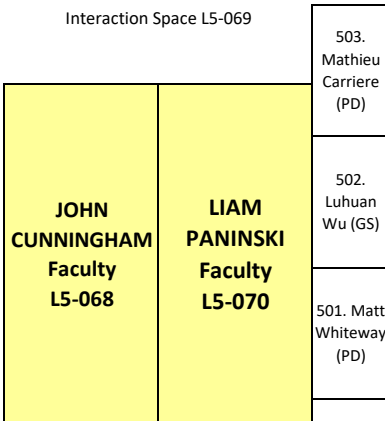 Interaction Space L5-069
503.
Mathieu
Carriere
(PD)
502.
Luhuan
Wu (GS)
501. Matt
Whiteway
(PD)
JOHN
CUNNINGHAM
Faculty
L5-068
LIAM
PANINSKI
Faculty
L5-070